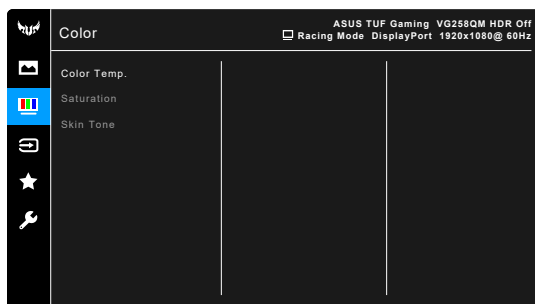 Color
ASUS TUF Gaming VG258QM HDR Off
Racing Mode DisplayPort 1920x1080@ 60Hz
Color Temp.
Saturation
Skin Tone